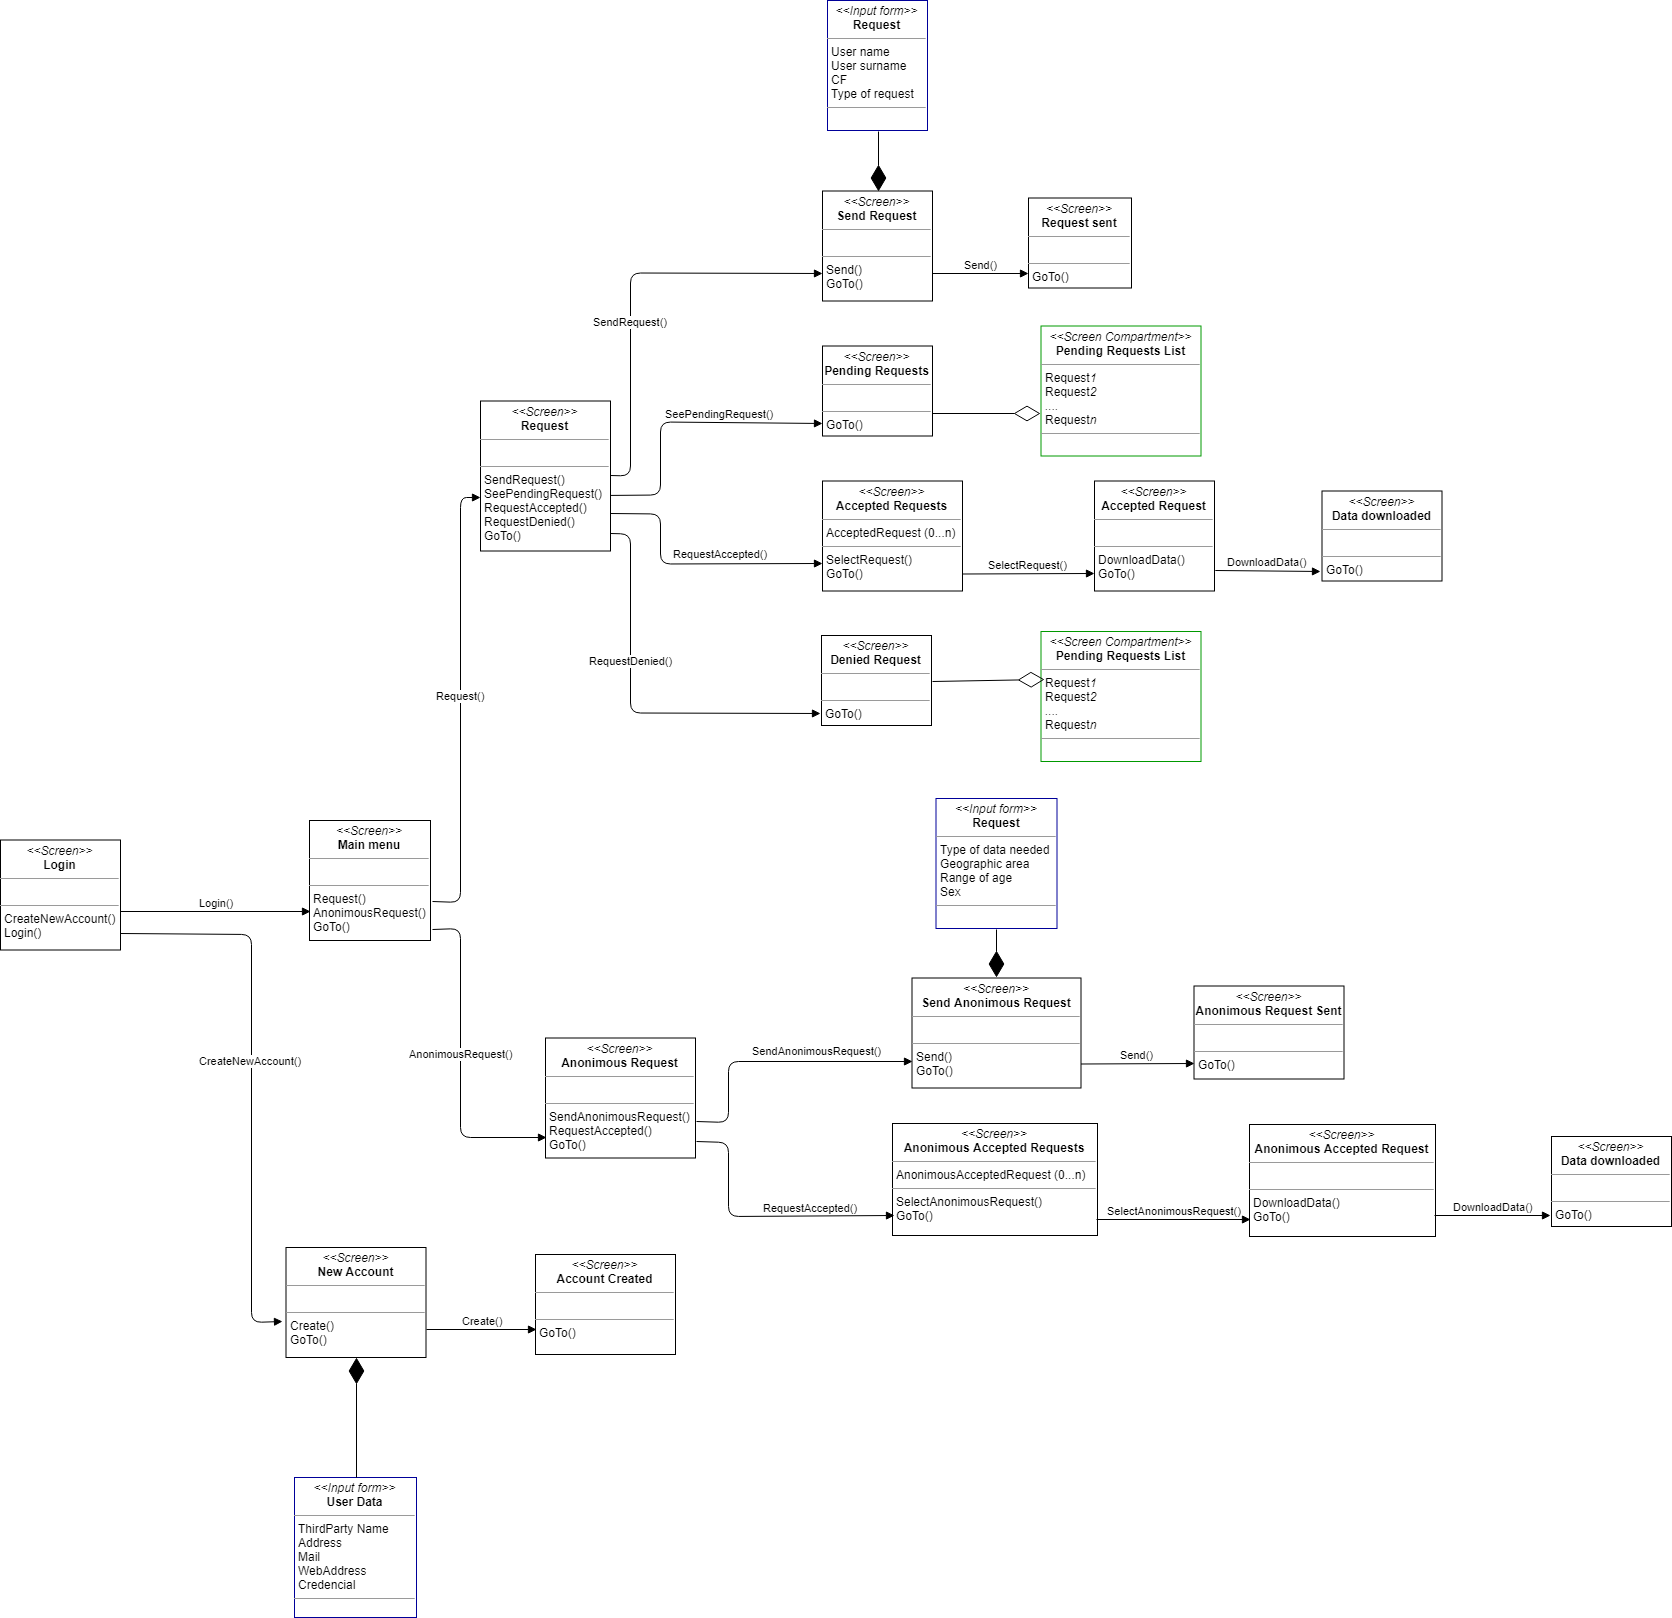 <<Input form>>
Request
User name
User surname
CF
Type of request
<<Screen>>
Send Request
Send()
GoTo()
Send()
<<Screen>>
Request sent
GoTo()
SendRequest()
<<Screen>>
Pending Requests
GoTo()
<<Screen Compartment>>
Pending Requests List
Request1
Request2
....
Requestn
<<Screen>>
Request
SendRequest()
SeePendingRequest()
RequestAccepted()
RequestDenied()
GoTo()
SeePendingRequest()
<<Screen>>
Accepted Requests
AcceptedRequest (0...n)
SelectRequest()
GoTo()
RequestAccepted()
SelectRequest()
<<Screen>>
Accepted Request
DownloadData()
GoTo()
DownloadData()
<<Screen>>
Data downloaded
GoTo()
RequestDenied()
<<Screen>>
Denied Request
GoTo()
<<Screen Compartment>>
Pending Requests List
Request1
Request2
....
Requestn
Request()
<<Screen>>
Login
CreateNewAccount()
Login()
Login()
<<Screen>>
Main menu
Request()
AnonimousRequest()
GoTo()
<<Input form>>
Request
Type of data needed
Geographic area
Range of age
Sex
<<Screen>>
Send Anonimous Request
Send()
GoTo()
Send()
<<Screen>>
Anonimous Request Sent
GoTo()
CreateNewAccount()
AnonimousRequest()
<<Screen>>
Anonimous Request
SendAnonimousRequest()
RequestAccepted()
GoTo()
SendAnonimousRequest()
RequestAccepted()
<<Screen>>
Anonimous Accepted Requests
AnonimousAcceptedRequest (0...n)
SelectAnonimousRequest()
GoTo()
SelectAnonimousRequest()
<<Screen>>
Anonimous Accepted Request
DownloadData()
GoTo()
DownloadData()
<<Screen>>
Data downloaded
GoTo()
<<Screen>>
New Account
Create()
GoTo()
Create()
<<Screen>>
Account Created
GoTo()
<<Input form>>
User Data
ThirdParty Name
Address
Mail
WebAddress
Credencial